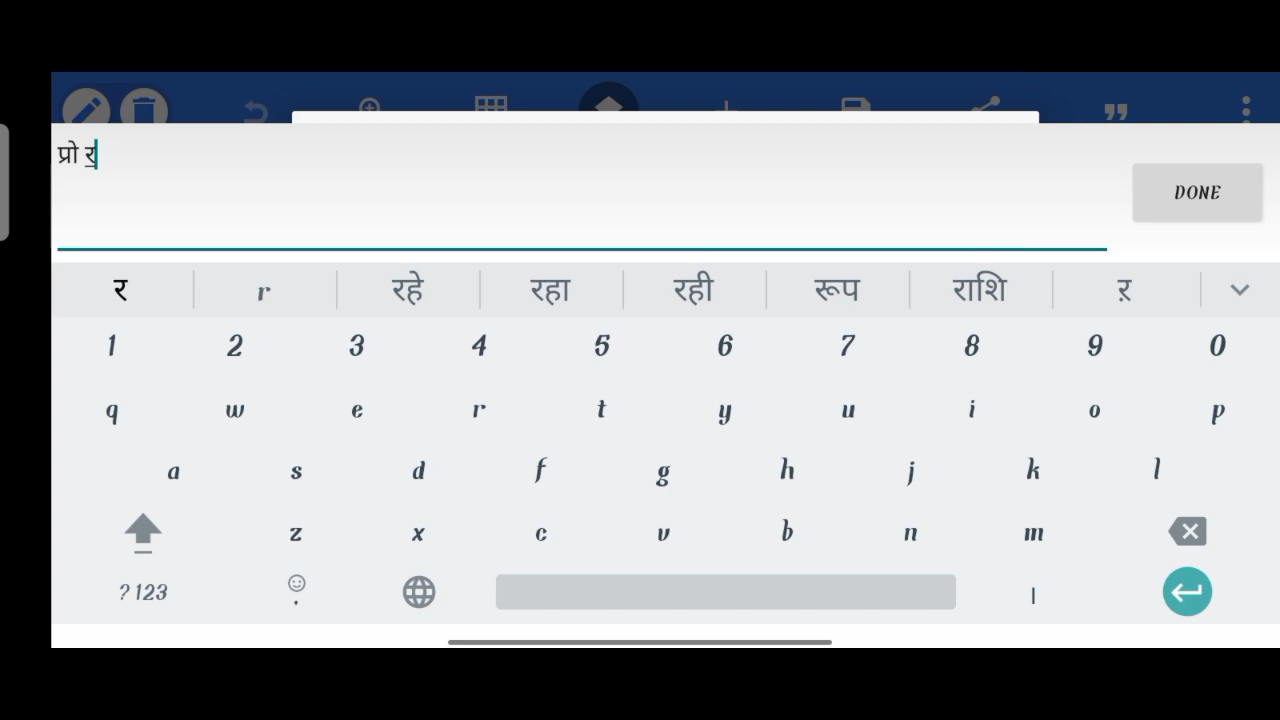 प्रो र
DONE
र r रहे रहा रही रूप राशि ऱ
1 2 3 4 5 6 7 8 9 0
q w e r t y u i o p
a s d f g h j k l
z x c v b n m
?123 , ।